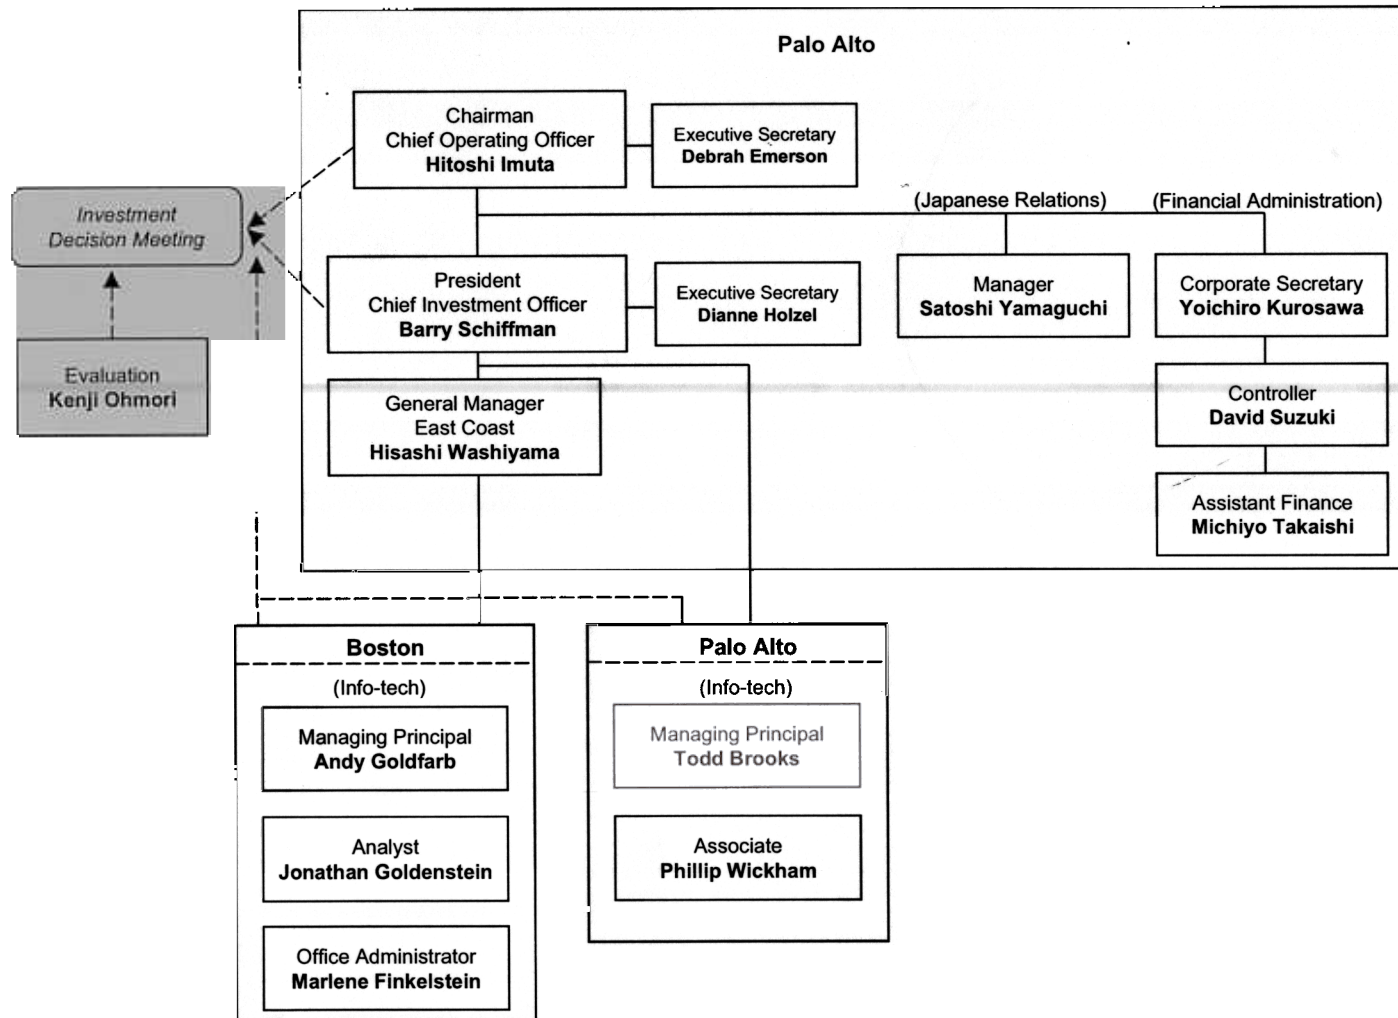 Palo Alto
Chairman
Chief Operating Officer
Hitoshi Imuta
Executive Secretary
Debrah Emerson
Investment
Decision Meeting
(Japanese Relations)
(Financial Administration)
President
Chief Investment Officer
Barry Schiffman
Executive Secretary
Dianne Holzel
Manager
Satoshi Yamaguchi
Corporate Secretary
Yoichiro Kurosawa
Evaluation
Kenji Ohmori
General Manager
East Coast
Hisashi Washiyama
Controller
David Suzuki
Assistant Finance
Michiyo Takaishi
Boston
(Info-tech)
Managing Principal
Andy Goldfarb
Analyst
Jonathan Goldenstein
Office Administrator
Marlene Finkelstein
Palo Alto
(Info-tech)
Managing Principal
Todd Brooks
Associate
Phillip Wickham